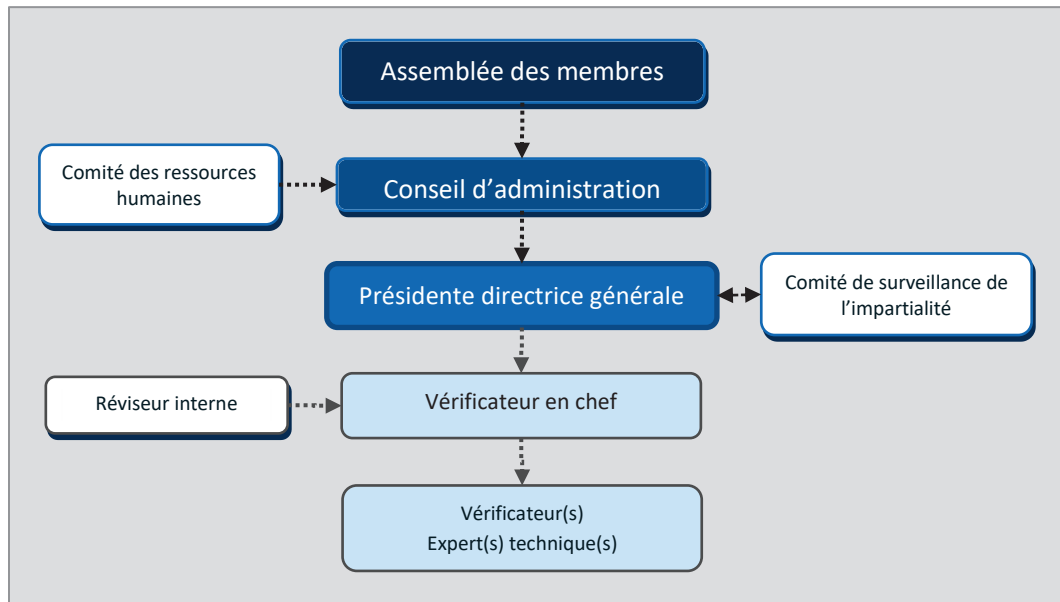 Assemblée des membres
Comité des ressources
humaines
Conseil d’administration
Présidente directrice générale
Comité de surveillance de
l’impartialité
Réviseur interne
Vérificateur en chef
Vérificateur(s)
Expert(s) technique(s)